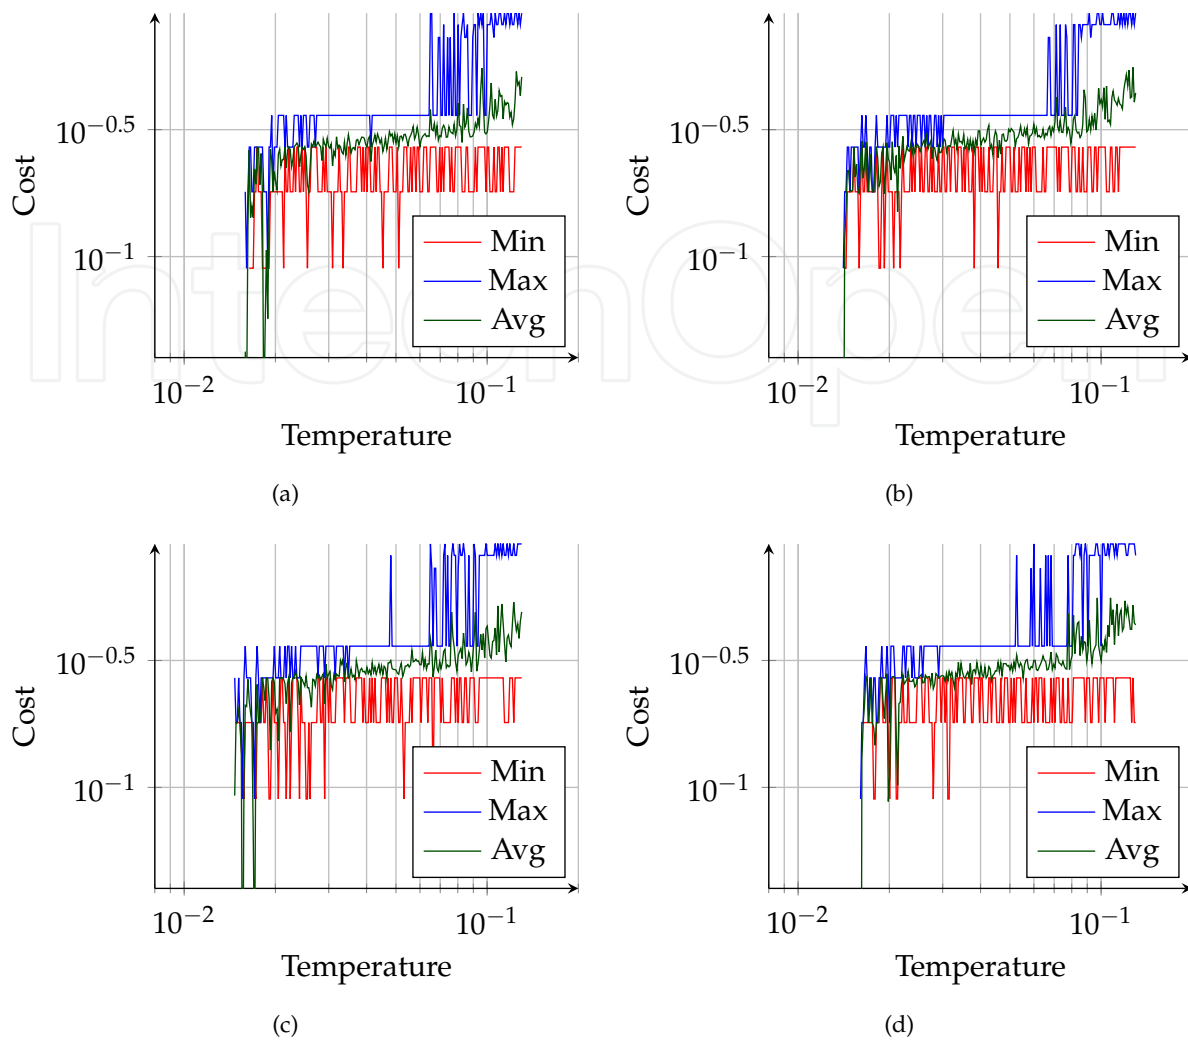 10^{-0.5}
10^{-1}
Cost
Min
Max
Avg
10^{-2}
10^{-1}
Temperature
(a)
10^{-0.5}
10^{-1}
Cost
Min
Max
Avg
10^{-2}
10^{-1}
Temperature
(b)
10^{-0.5}
10^{-1}
Cost
Min
Max
Avg
10^{-2}
10^{-1}
Temperature
(c)
10^{-0.5}
10^{-1}
Cost
Min
Max
Avg
10^{-2}
10^{-1}
Temperature
(d)
IntechOpen